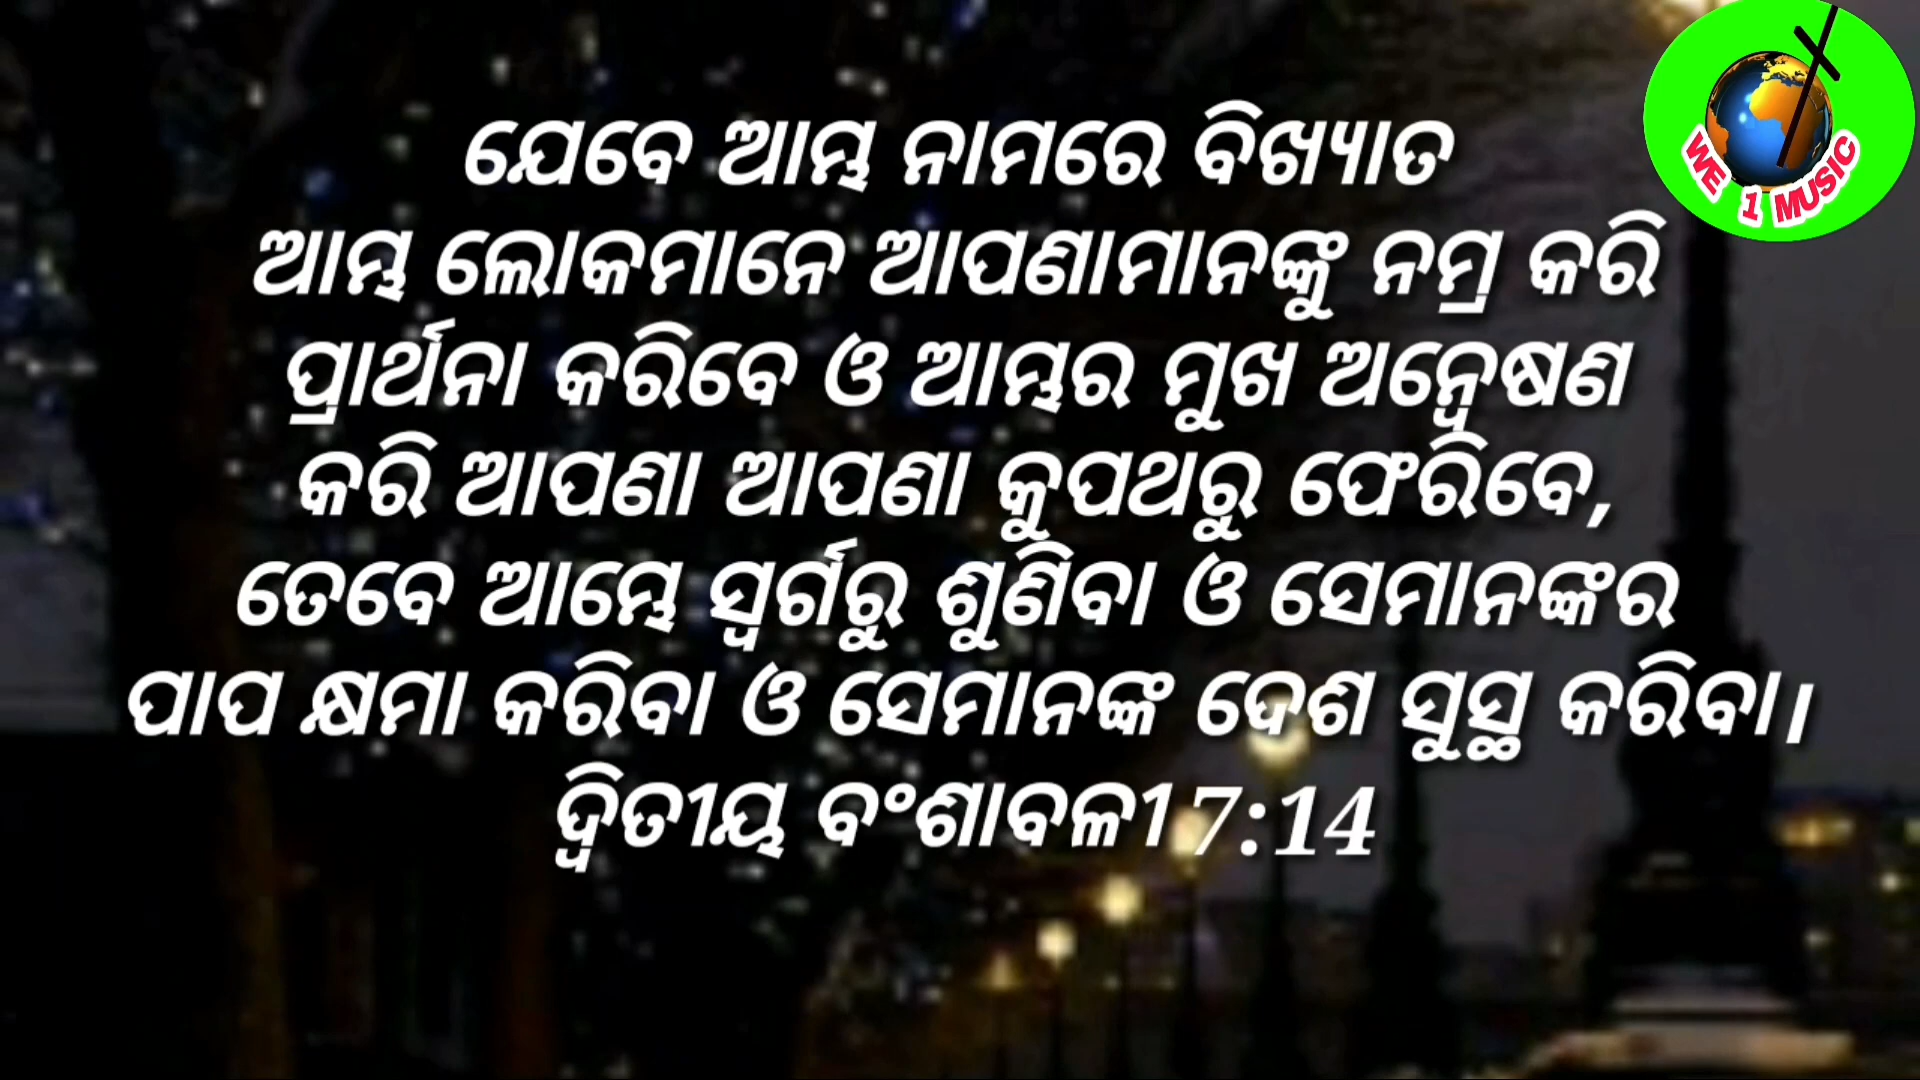 ଯେବେ ଆମ୍ଭ ନାମରେ ବିଖ୍ୟାତ
ଆମ୍ଭ ଲୋକମାନେ ଆପଣାମାନଙ୍କୁ ନମ୍ର କରି
ପ୍ରାର୍ଥନା କରିବେ ଓ ଆମ୍ଭର ମୁଖ ଅନ୍ୱେଷଣ
କରି ଆପଣା ଆପଣା କୁପଥରୁ ଫେରିବେ,
ତେବେ ଆମ୍ଭେ ସ୍ୱର୍ଗରୁ ଶୁଣିବା ଓ ସେମାନଙ୍କର
ପାପ କ୍ଷମା କରିବା ଓ ସେମାନଙ୍କ ଦେଶ ସୁସ୍ଥ କରିବା।
ଦ୍ୱିତୀୟ ବଂଶାବଳୀ 7:14
WE 1 MUSIC